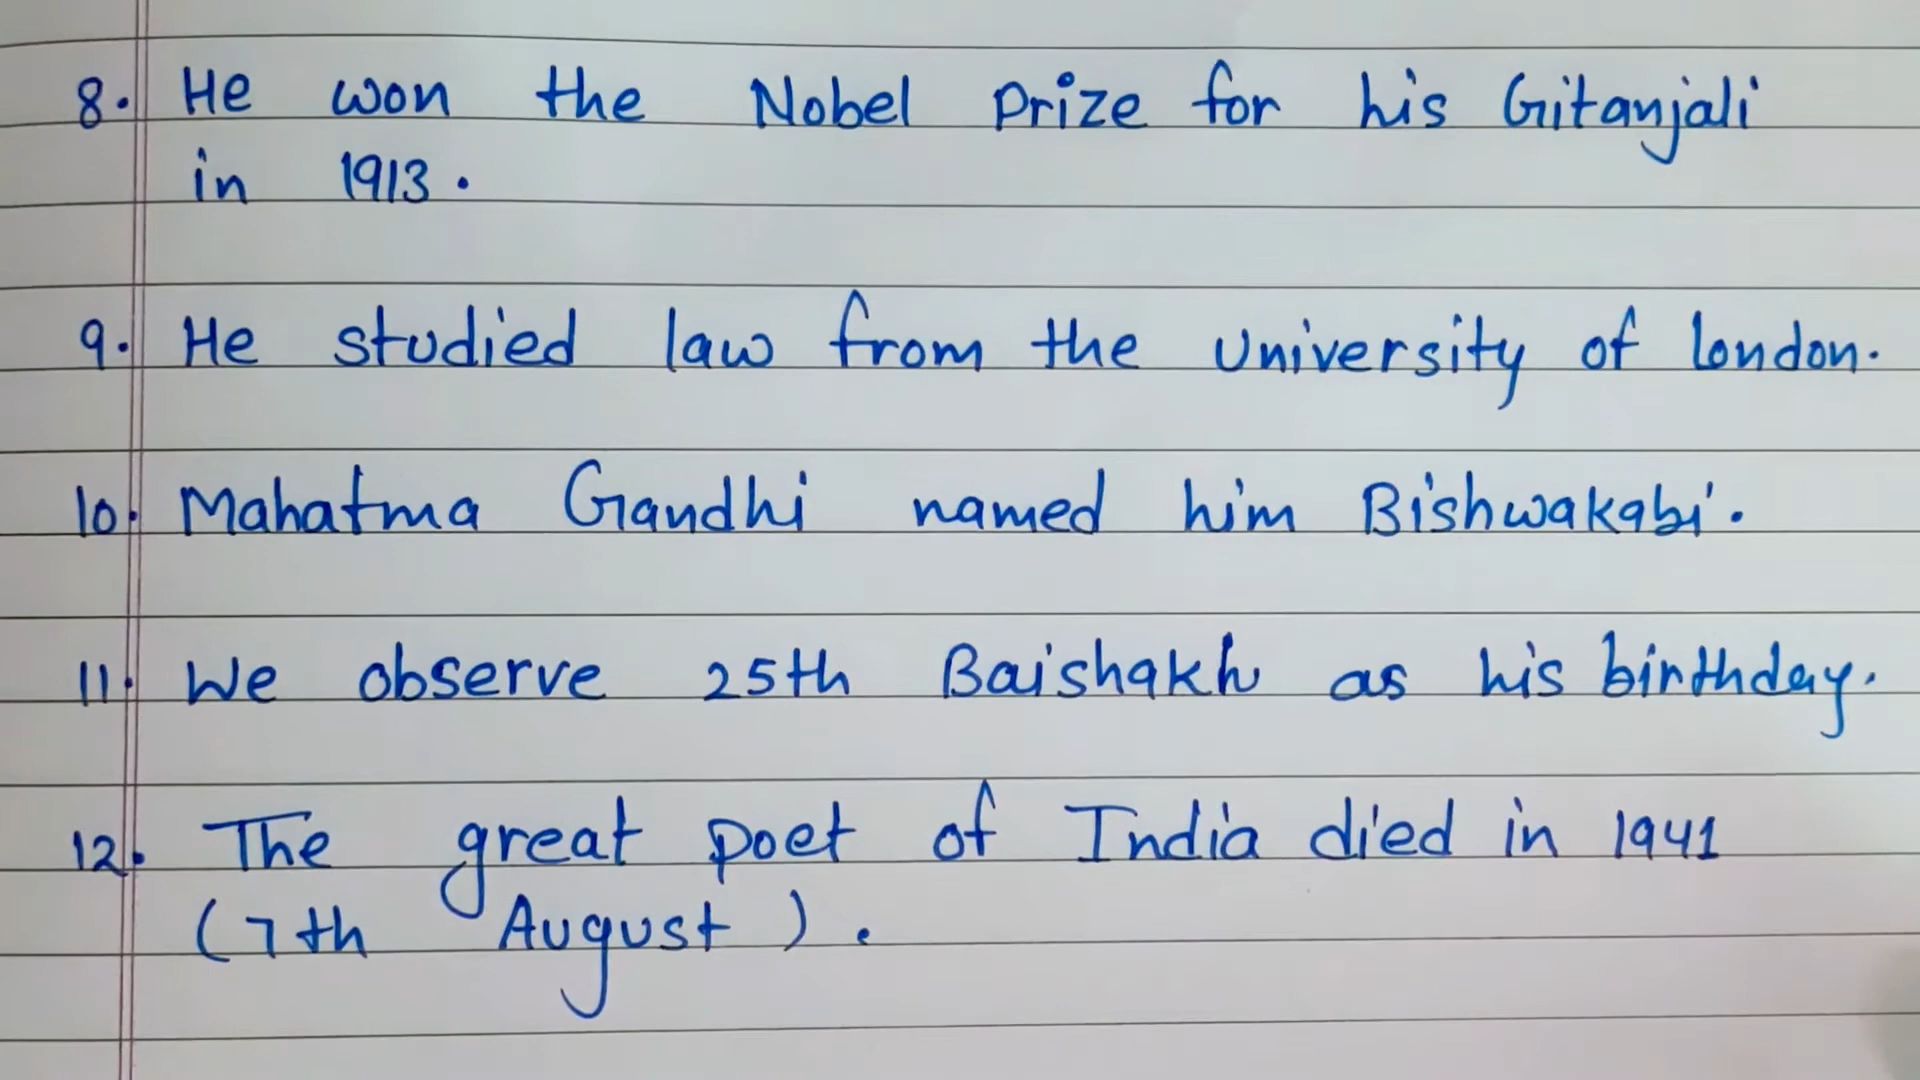 8. He won the Nobel Prize for his Gitanjali
in 1913.
9. He studied law from the University of London.
10. Mahatma Gandhi named him Bishwakabi.
11. We observe 25th Baishakh as his birthday.
12. The great poet of India died in 1941
(7th August).